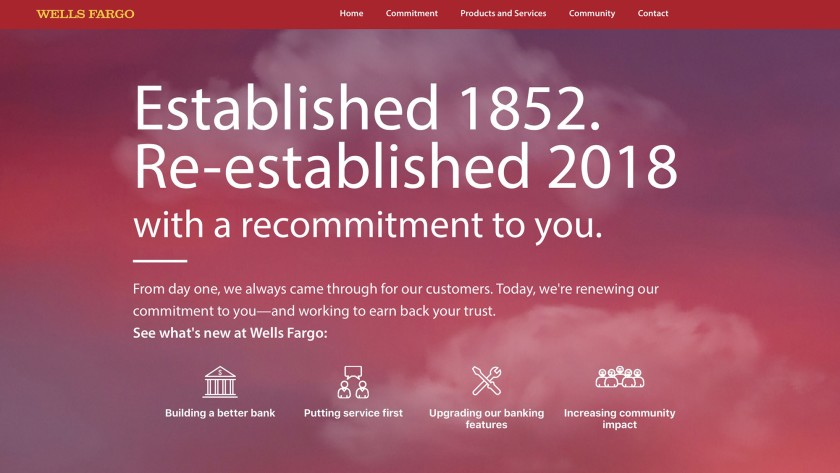 WELLS FARGO
Home Commitment Products and Services Community Contact
Established 1852.
Re-established 2018
with a recommitment to you.
From day one, we always came through for our customers. Today, we're renewing our
commitment to you—and working to earn back your trust.
See what's new at Wells Fargo:
Building a better bank
Putting service first
Upgrading our banking
features
Increasing community
impact